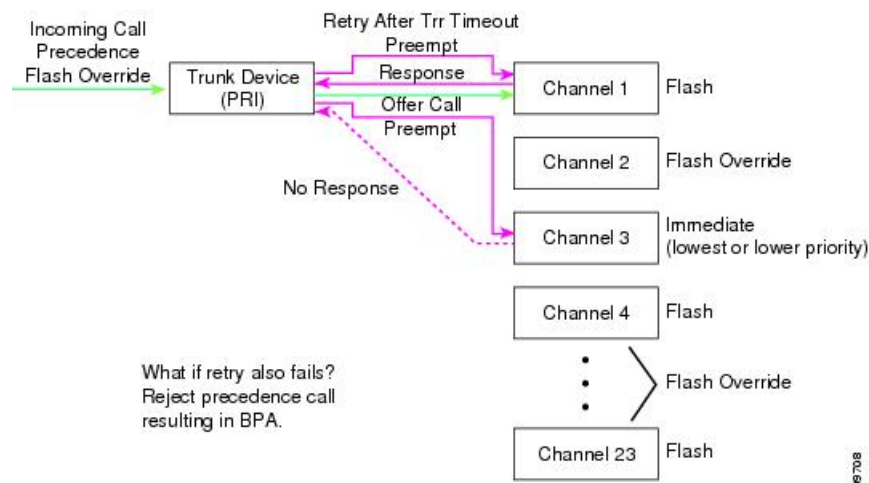 Incoming Call
Precedence
Flash Override
Trunk Device
(PRI)
Retry After Trr Timeout
Preempt
Response
Offer Call
Preempt
No Response
Channel 1
Flash
Channel 2
Flash Override
Channel 3
Immediate
(lowest or lower priority)
Channel 4
Flash
Flash Override
Channel 23
Flash
What if retry also fails?
Reject precedence call
resulting in BPA.